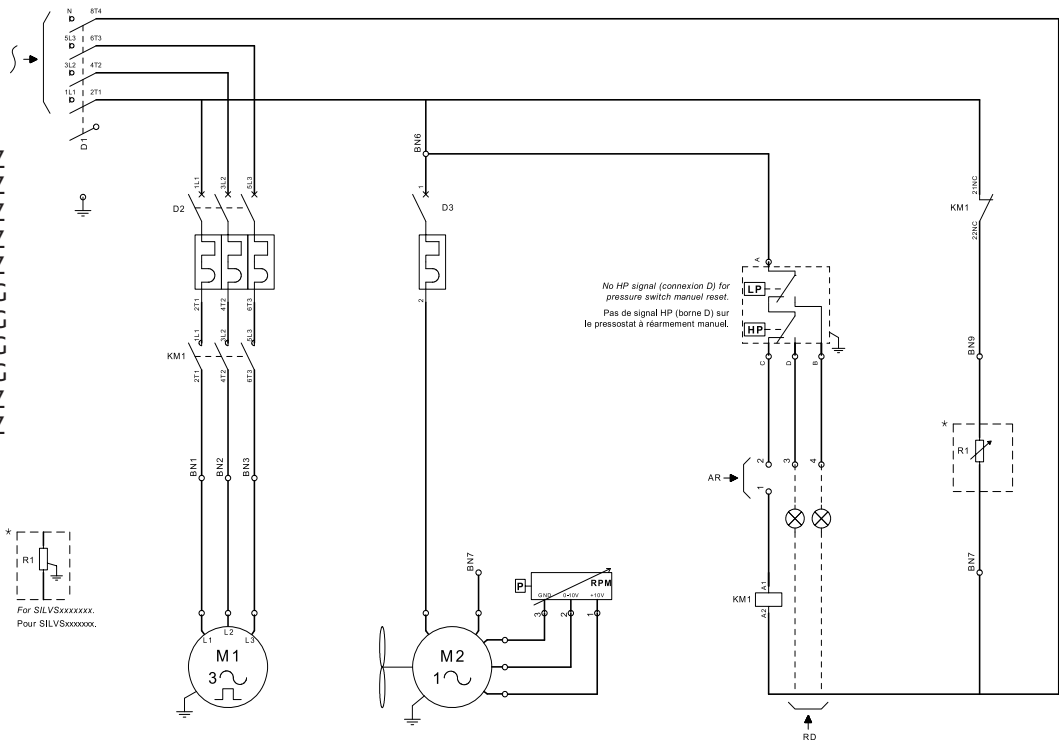 N 8T4
5L3 6T3
3L2 4T2
1L1 2T1
D1
BN6
1L1 3L2 5L3
1
21NC
D2
D3
KM1
22NC
A
No HP signal (connexion D) for
pressure switch manuel reset.
LP
Pas de signal HP (borne D) sur
le pressostat à réarmement manuel.
HP
2T1 4T2 6T3
2
1L1 3L2 5L3
KM1
2T1 4T2 6T3
C D B
BN9
*
R1
BN1 BN2 BN3
2 3 4
AR
1
*
R1
BN7
BN7
P
RPM
GND 0-10V +10V
3 2 1
A1
KM1
A2
For SILVSxxxxxxx.
Pour SILVSxxxxxxx.
L1 L2 L3
M1
3
M2
1
RD